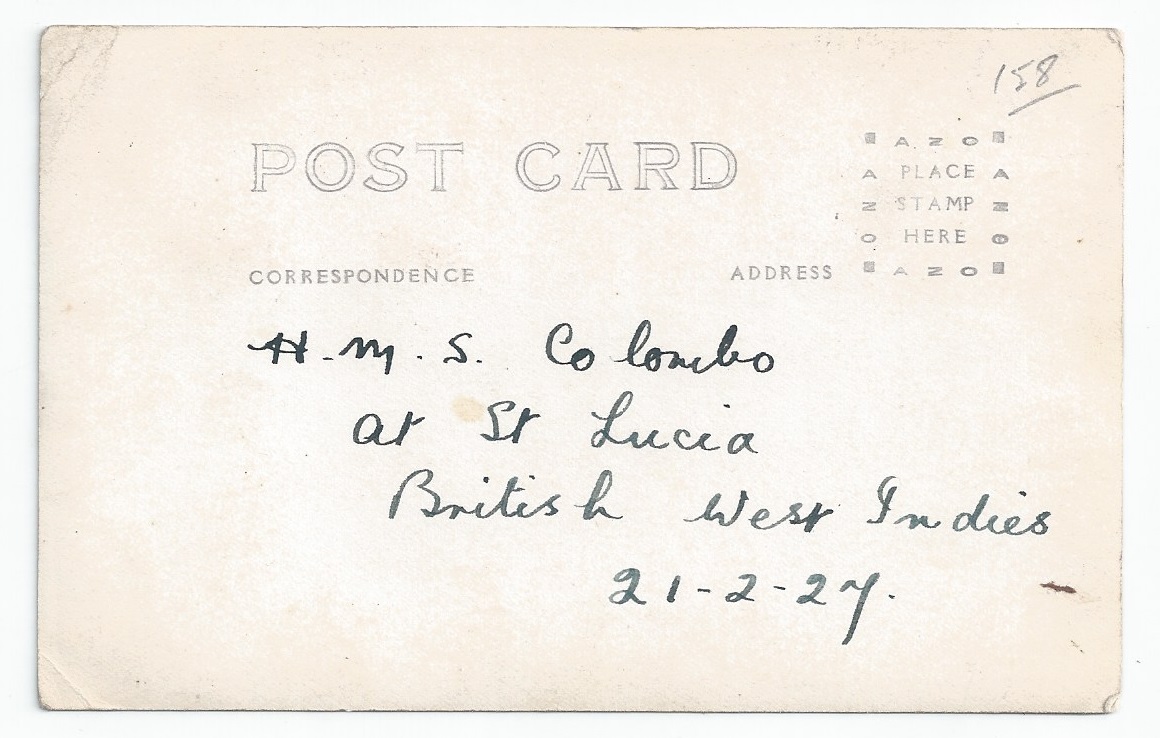 158
POST CARD
AZO
A PLACE A
Z STAMP Z
O HERE O
AZO
CORRESPONDENCE ADDRESS
H.M.S. Colombo
at St Lucia
British West Indies
21-2-27.